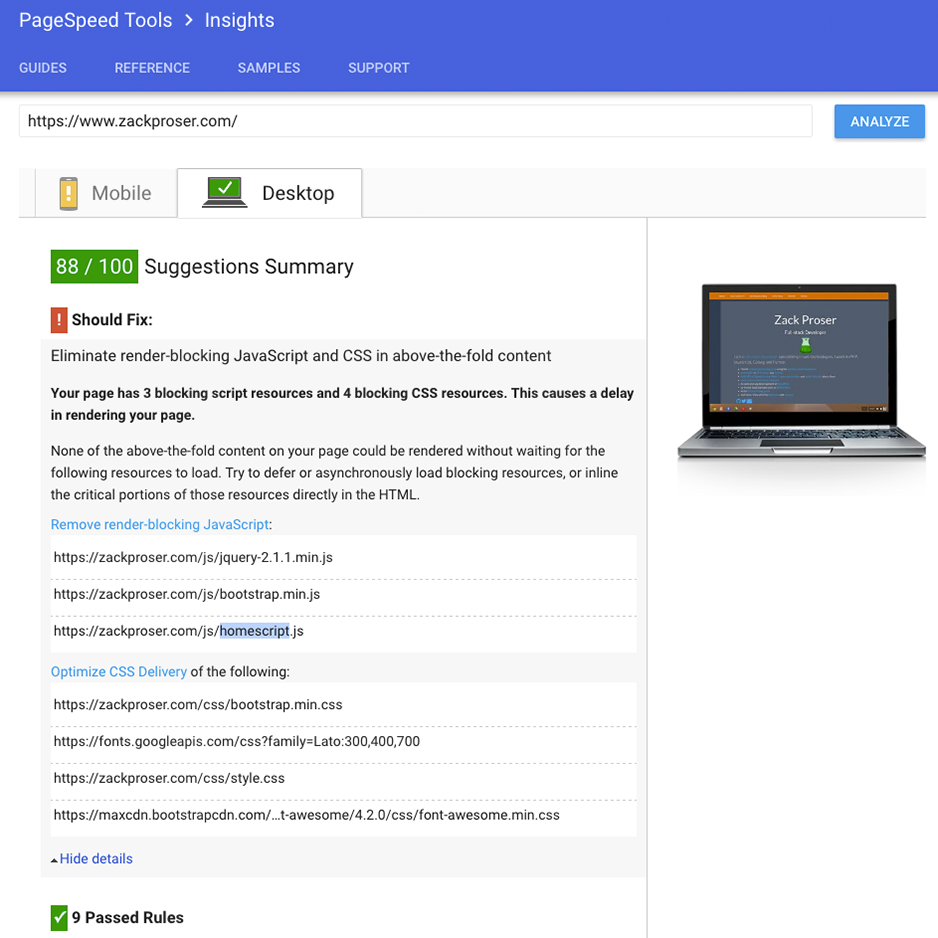 PageSpeed Tools > Insights
GUIDES REFERENCE SAMPLES SUPPORT
https://www.zackproser.com/
ANALYZE
Mobile
Desktop
88 / 100 Suggestions Summary
! Should Fix:
Eliminate render-blocking JavaScript and CSS in above-the-fold content
Your page has 3 blocking script resources and 4 blocking CSS resources. This causes a delay
in rendering your page.
None of the above-the-fold content on your page could be rendered without waiting for the
following resources to load. Try to defer or asynchronously load blocking resources, or inline
the critical portions of those resources directly in the HTML.
Remove render-blocking JavaScript:
https://zackproser.com/js/jquery-2.1.1.min.js
https://zackproser.com/js/bootstrap.min.js
https://zackproser.com/js/homescript.js
Optimize CSS Delivery of the following:
https://zackproser.com/css/bootstrap.min.css
https://fonts.googleapis.com/css?family=Lato:300,400,700
https://zackproser.com/css/style.css
https://maxcdn.bootstrapcdn.com/…t-awesome/4.2.0/css/font-awesome.min.css
Hide details
9 Passed Rules
Zack Proser
Full-stack Developer